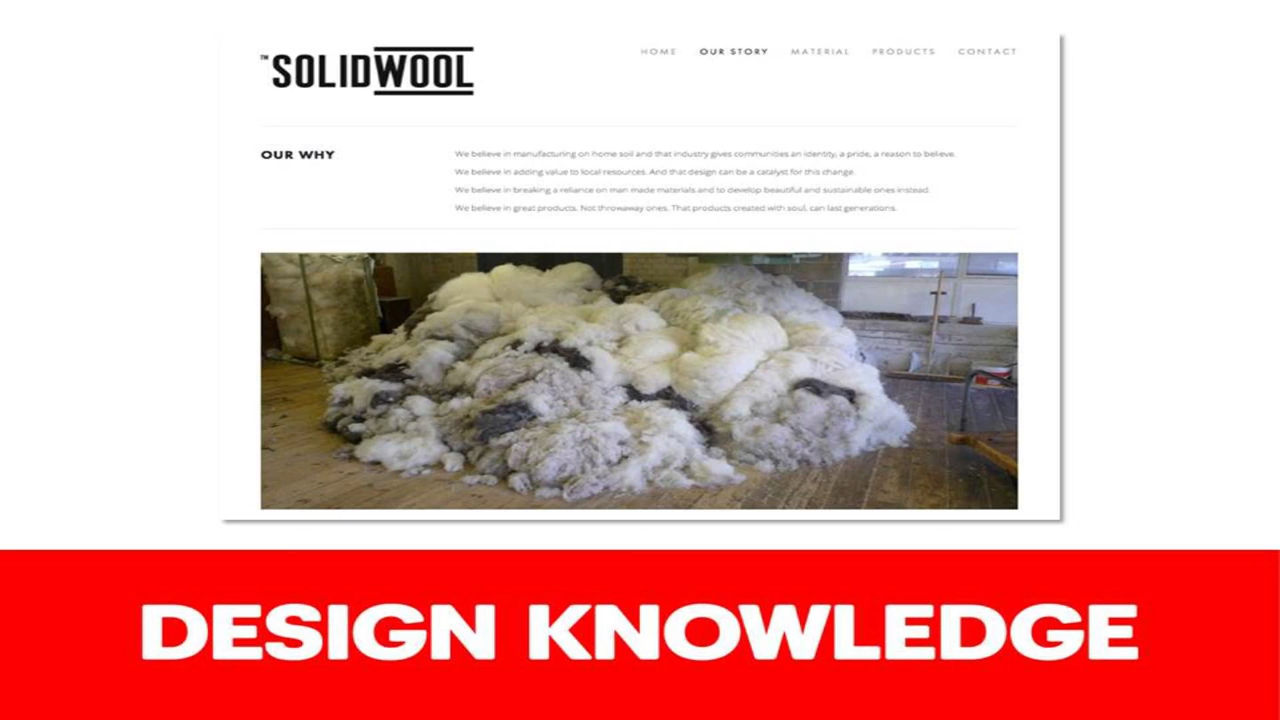 ™SOLIDWOOL
HOME OUR STORY MATERIAL PRODUCTS CONTACT
OUR WHY
We believe in manufacturing on home soil and that industry gives communities an identity, a pride, a reason to believe.
We believe in adding value to local resources. And that design can be a catalyst for this change.
We believe in breaking a reliance on man made materials and to develop beautiful and sustainable ones instead.
We believe in great products. Not throwaway ones. That products created with soul, can last generations.
DESIGN KNOWLEDGE